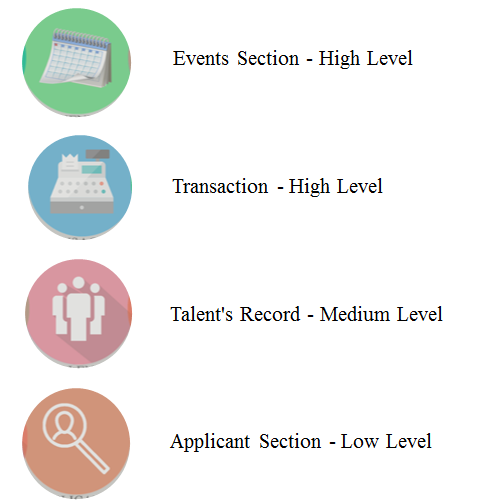 Events Section - High Level
Transaction - High Level
Talent's Record - Medium Level
Applicant Section - Low Level